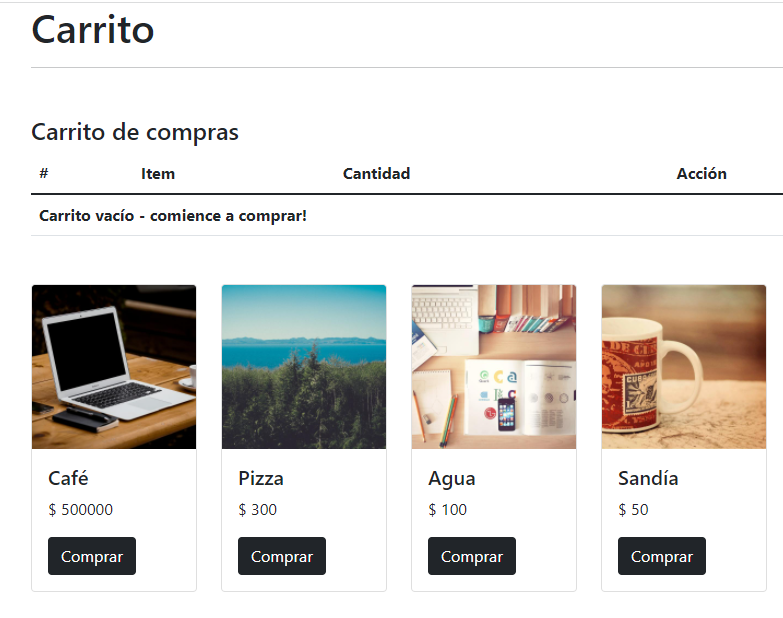 Carrito
Carrito de compras
# Item Cantidad Acción
Carrito vacío - comience a comprar!
Café
$ 500000
Comprar
Pizza
$ 300
Comprar
Agua
$ 100
Comprar
Sandía
$ 50
Comprar